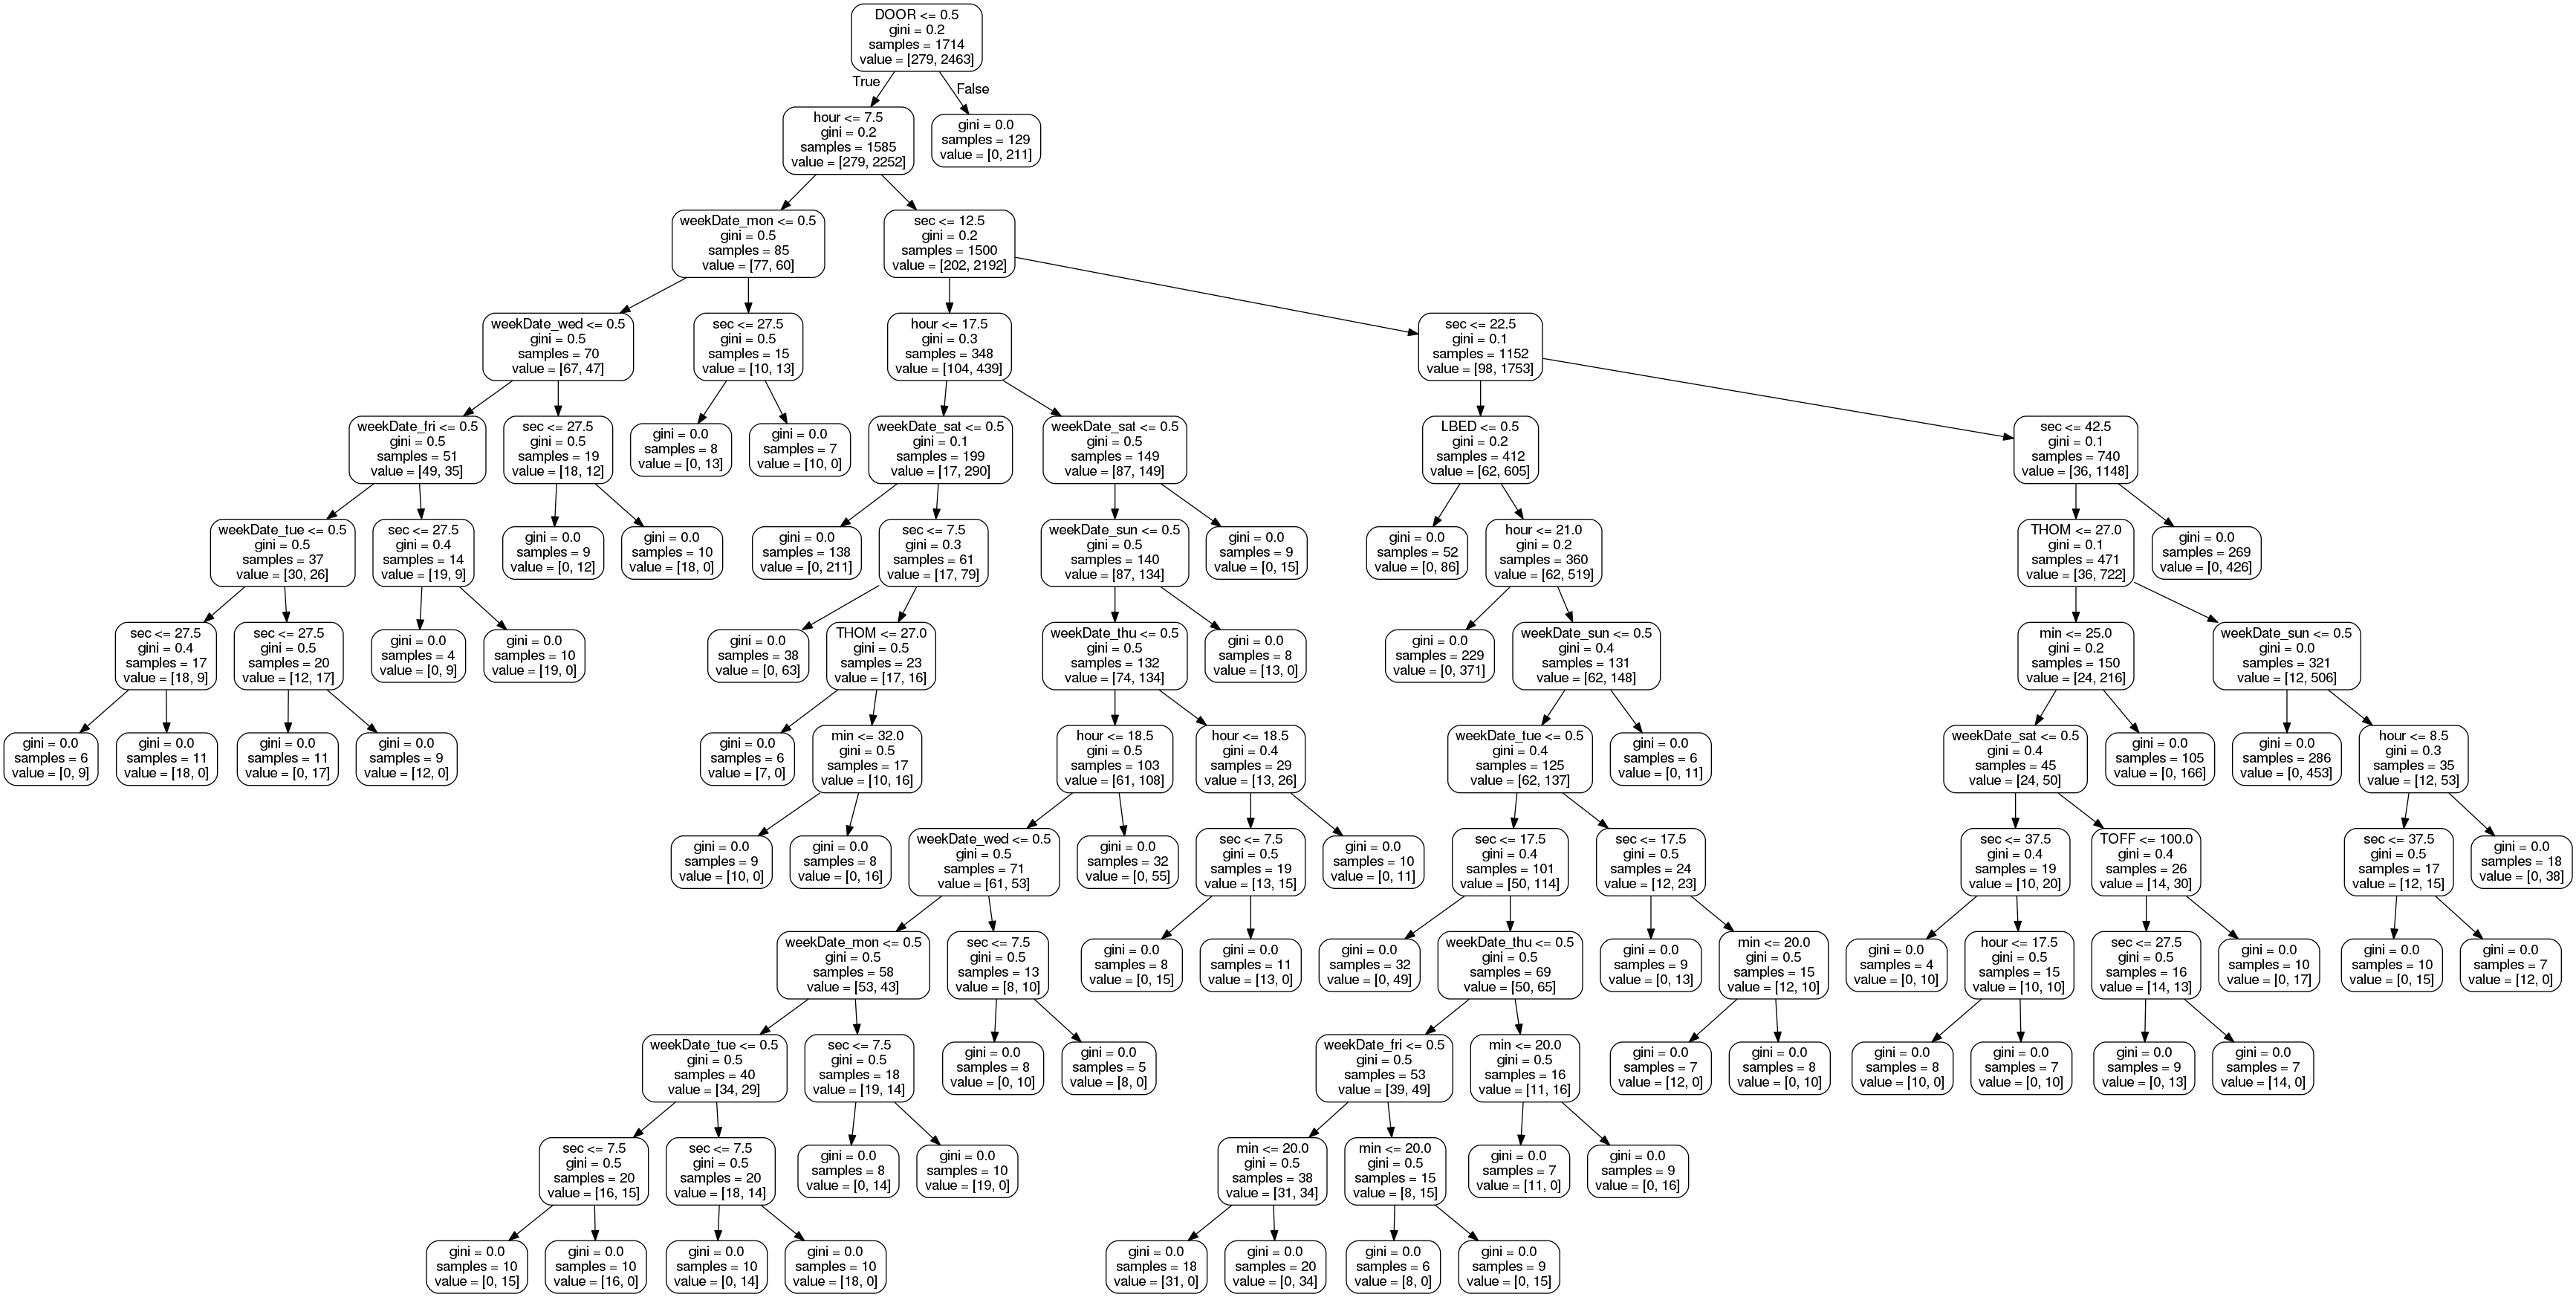 DOOR <= 0.5
gini = 0.2
samples = 1714
value = [279, 2463]
True
False
hour <= 7.5
gini = 0.2
samples = 1585
value = [279, 2252]
gini = 0.0
samples = 129
value = [0, 211]
weekDate_mon <= 0.5
gini = 0.5
samples = 85
value = [77, 60]
sec <= 12.5
gini = 0.2
samples = 1500
value = [202, 2192]
weekDate_wed <= 0.5
gini = 0.5
samples = 70
value = [67, 47]
sec <= 27.5
gini = 0.5
samples = 15
value = [10, 13]
hour <= 17.5
gini = 0.3
samples = 348
value = [104, 439]
sec <= 22.5
gini = 0.1
samples = 1152
value = [98, 1753]
weekDate_fri <= 0.5
gini = 0.5
samples = 51
value = [49, 35]
sec <= 27.5
gini = 0.5
samples = 19
value = [18, 12]
gini = 0.0
samples = 8
value = [0, 13]
gini = 0.0
samples = 7
value = [10, 0]
weekDate_sat <= 0.5
gini = 0.1
samples = 199
value = [17, 290]
weekDate_sat <= 0.5
gini = 0.5
samples = 149
value = [87, 149]
LBED <= 0.5
gini = 0.2
samples = 412
value = [62, 605]
sec <= 42.5
gini = 0.1
samples = 740
value = [36, 1148]
weekDate_tue <= 0.5
gini = 0.5
samples = 37
value = [30, 26]
sec <= 27.5
gini = 0.4
samples = 14
value = [19, 9]
gini = 0.0
samples = 9
value = [0, 12]
gini = 0.0
samples = 10
value = [18, 0]
gini = 0.0
samples = 138
value = [0, 211]
sec <= 7.5
gini = 0.3
samples = 61
value = [17, 79]
weekDate_sun <= 0.5
gini = 0.5
samples = 140
value = [87, 134]
gini = 0.0
samples = 9
value = [0, 15]
gini = 0.0
samples = 52
value = [0, 86]
hour <= 21.0
gini = 0.2
samples = 360
value = [62, 519]
THOM <= 27.0
gini = 0.1
samples = 471
value = [36, 722]
gini = 0.0
samples = 269
value = [0, 426]
sec <= 27.5
gini = 0.4
samples = 17
value = [18, 9]
sec <= 27.5
gini = 0.5
samples = 20
value = [12, 17]
gini = 0.0
samples = 4
value = [0, 9]
gini = 0.0
samples = 10
value = [19, 0]
gini = 0.0
samples = 38
value = [0, 63]
THOM <= 27.0
gini = 0.5
samples = 23
value = [17, 16]
weekDate_thu <= 0.5
gini = 0.5
samples = 132
value = [74, 134]
gini = 0.0
samples = 8
value = [13, 0]
gini = 0.0
samples = 229
value = [0, 371]
weekDate_sun <= 0.5
gini = 0.4
samples = 131
value = [62, 148]
min <= 25.0
gini = 0.2
samples = 150
value = [24, 216]
weekDate_sun <= 0.5
gini = 0.0
samples = 321
value = [12, 506]
gini = 0.0
samples = 6
value = [0, 9]
gini = 0.0
samples = 11
value = [18, 0]
gini = 0.0
samples = 11
value = [0, 17]
gini = 0.0
samples = 9
value = [12, 0]
gini = 0.0
samples = 6
value = [7, 0]
min <= 32.0
gini = 0.5
samples = 17
value = [10, 16]
hour <= 18.5
gini = 0.5
samples = 103
value = [61, 108]
hour <= 18.5
gini = 0.4
samples = 29
value = [13, 26]
weekDate_tue <= 0.5
gini = 0.4
samples = 125
value = [62, 137]
gini = 0.0
samples = 6
value = [0, 11]
weekDate_sat <= 0.5
gini = 0.4
samples = 45
value = [24, 50]
gini = 0.0
samples = 105
value = [0, 166]
gini = 0.0
samples = 286
value = [0, 453]
hour <= 8.5
gini = 0.3
samples = 35
value = [12, 53]
gini = 0.0
samples = 9
value = [10, 0]
gini = 0.0
samples = 8
value = [0, 16]
weekDate_wed <= 0.5
gini = 0.5
samples = 71
value = [61, 53]
gini = 0.0
samples = 32
value = [0, 55]
sec <= 7.5
gini = 0.5
samples = 19
value = [13, 15]
gini = 0.0
samples = 10
value = [0, 11]
sec <= 17.5
gini = 0.4
samples = 101
value = [50, 114]
sec <= 17.5
gini = 0.5
samples = 24
value = [12, 23]
sec <= 37.5
gini = 0.4
samples = 19
value = [10, 20]
TOFF <= 100.0
gini = 0.4
samples = 26
value = [14, 30]
sec <= 37.5
gini = 0.5
samples = 17
value = [12, 15]
gini = 0.0
samples = 18
value = [0, 38]
weekDate_mon <= 0.5
gini = 0.5
samples = 58
value = [53, 43]
sec <= 7.5
gini = 0.5
samples = 13
value = [8, 10]
gini = 0.0
samples = 8
value = [0, 15]
gini = 0.0
samples = 11
value = [13, 0]
gini = 0.0
samples = 32
value = [0, 49]
weekDate_thu <= 0.5
gini = 0.5
samples = 69
value = [50, 65]
gini = 0.0
samples = 9
value = [0, 13]
min <= 20.0
gini = 0.5
samples = 15
value = [12, 10]
gini = 0.0
samples = 4
value = [0, 10]
hour <= 17.5
gini = 0.5
samples = 15
value = [10, 10]
sec <= 27.5
gini = 0.5
samples = 16
value = [14, 13]
gini = 0.0
samples = 10
value = [0, 17]
gini = 0.0
samples = 10
value = [0, 15]
gini = 0.0
samples = 7
value = [12, 0]
weekDate_tue <= 0.5
gini = 0.5
samples = 40
value = [34, 29]
sec <= 7.5
gini = 0.5
samples = 18
value = [19, 14]
gini = 0.0
samples = 8
value = [0, 10]
gini = 0.0
samples = 5
value = [8, 0]
weekDate_fri <= 0.5
gini = 0.5
samples = 53
value = [39, 49]
min <= 20.0
gini = 0.5
samples = 16
value = [11, 16]
gini = 0.0
samples = 7
value = [12, 0]
gini = 0.0
samples = 8
value = [0, 10]
gini = 0.0
samples = 8
value = [10, 0]
gini = 0.0
samples = 7
value = [0, 10]
gini = 0.0
samples = 9
value = [0, 13]
gini = 0.0
samples = 7
value = [14, 0]
sec <= 7.5
gini = 0.5
samples = 20
value = [16, 15]
sec <= 7.5
gini = 0.5
samples = 20
value = [18, 14]
gini = 0.0
samples = 8
value = [0, 14]
gini = 0.0
samples = 10
value = [19, 0]
min <= 20.0
gini = 0.5
samples = 38
value = [31, 34]
min <= 20.0
gini = 0.5
samples = 15
value = [8, 15]
gini = 0.0
samples = 7
value = [11, 0]
gini = 0.0
samples = 9
value = [0, 16]
gini = 0.0
samples = 10
value = [0, 15]
gini = 0.0
samples = 10
value = [16, 0]
gini = 0.0
samples = 10
value = [0, 14]
gini = 0.0
samples = 10
value = [18, 0]
gini = 0.0
samples = 18
value = [31, 0]
gini = 0.0
samples = 20
value = [0, 34]
gini = 0.0
samples = 6
value = [8, 0]
gini = 0.0
samples = 9
value = [0, 15]